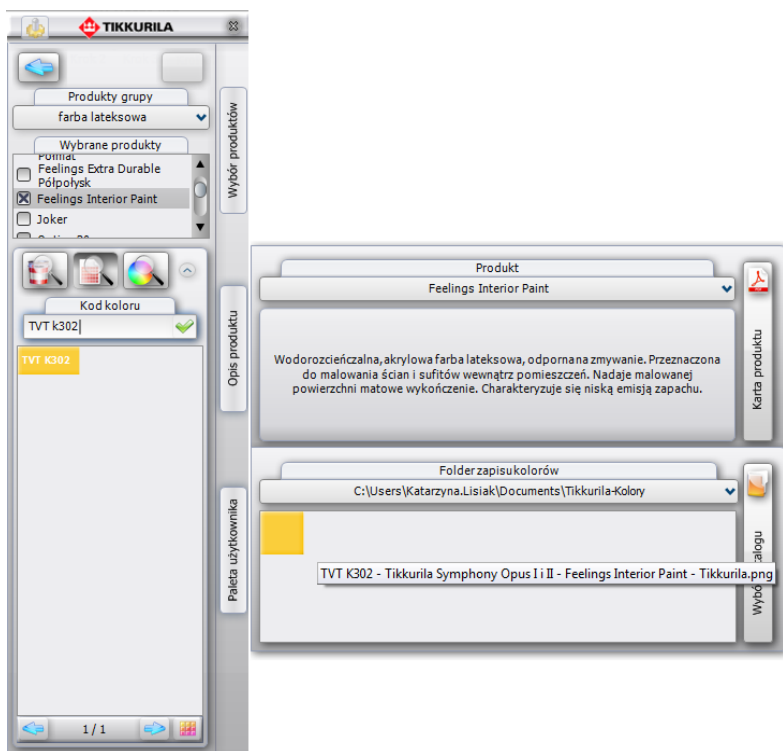 TIKKURILA
Produkty grupy
farba lateksowa
Wybrane produkty
Półmat
Feelings Extra Durable
Półpołysk
Feelings Interior Paint
Joker
Kod koloru
TVT k302
TVT K302
1 / 1
Wybór produktów
Opis produktu
Paleta użytkownika
Produkt
Feelings Interior Paint
Wodorozcieńczalna,akrylowa farba lateksowa, odpornana zmywanie. Przeznaczona
do malowania ścian i sufitów wewnątrz pomieszczeń. Nadaje malowanej
powierzchni matowe wykończenie. Charakteryzuje się niską emisją zapachu.
Karta produktu
Folderzapisukolorów
C:\Users\Katarzyna.Lisiak\Documents\Tikkurila-Kolory
TVT K302 - Tikkurila Symphony Opus I i II - Feelings Interior Paint - Tikkurila.png